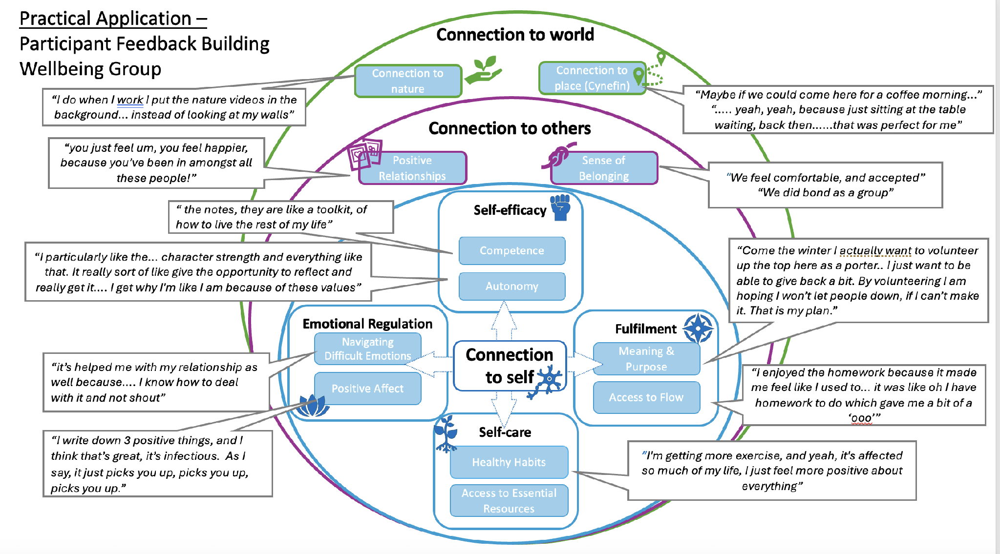 Practical Application –
Participant Feedback Building
Wellbeing Group
Connection to world
Connection to
nature
Connection to
place (Cynefin)
“I do when I work I put the nature videos in the
background... instead of looking at my walls”
“Maybe if we could come here for a coffee morning...”
“..... yeah, yeah, because just sitting at the table
waiting, back then......that was perfect for me”
Connection to others
“you just feel um, you feel happier,
because you’ve been in amongst all
these people!”
Positive
Relationships
Sense of
Belonging
“We feel comfortable, and accepted”
“We did bond as a group”
“ the notes, they are like a toolkit, of
how to live the rest of my life”
Self-efficacy
Competence
Autonomy
“I particularly like the... character strength and everything like
that. It really sort of like give the opportunity to reflect and
really get it.... I get why I'm like I am because of these values”
“Come the winter I actually want to volunteer
up the top here as a porter.. I just want to be
able to give back a bit. By volunteering I am
hoping I won’t let people down, if I can’t make
it. That is my plan.”
Emotional Regulation
Navigating
Difficult Emotions
Positive Affect
Connection
to self
Fulfilment
Meaning &
Purpose
Access to Flow
“it’s helped me with my relationship as
well because.... I know how to deal
with it and not shout”
“I enjoyed the homework because it made
me feel like I used to... it was like oh I have
homework to do which gave me a bit of a
‘ooo’”
“I write down 3 positive things, and I
think that’s great, it’s infectious.  As I
say, it just picks you up, picks you up,
picks you up.”
Self-care
Healthy Habits
Access to Essential
Resources
”I'm getting more exercise, and yeah, it's affected
so much of my life, I just feel more positive about
everything”